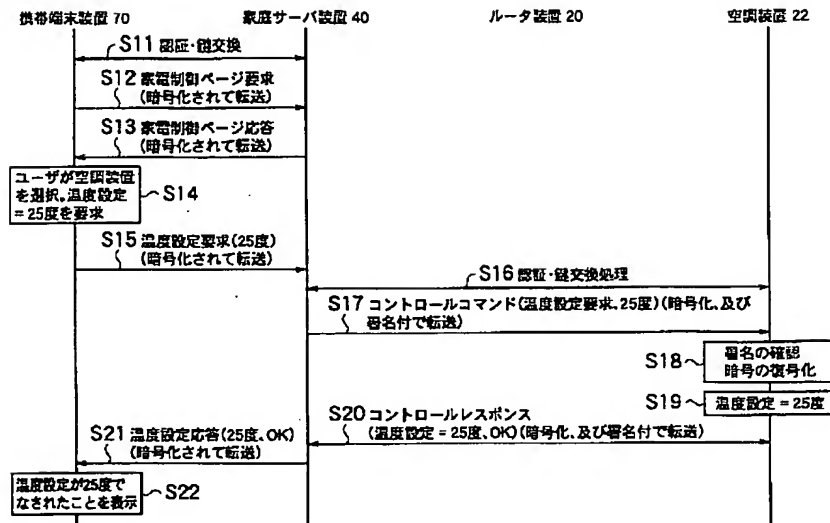 携帯端末装置 70
家庭サーバ装置 40
ルータ装置 20
空調装置 22
S11 認証・鍵交換
S12 家電制御ページ要求
(暗号化されて転送)
S13 家電制御ページ応答
(暗号化されて転送)
ユーザが空調装置
を選択、温度設定
=25度を要求
S14
S15 温度設定要求(25度)
(暗号化されて転送)
S16 認証・鍵交換処理
S17 コントロールコマンド(温度設定要求、25度)(暗号化、及び
署名付で転送)
S18
署名の確認
暗号の復号化
S19
温度設定=25度
S20 コントロールレスポンス
(温度設定=25度、OK)(暗号化、及び署名付で転送)
S21 温度設定応答(25度、OK)
(暗号化されて転送)
温度設定が25度で
なされたことを表示
S22